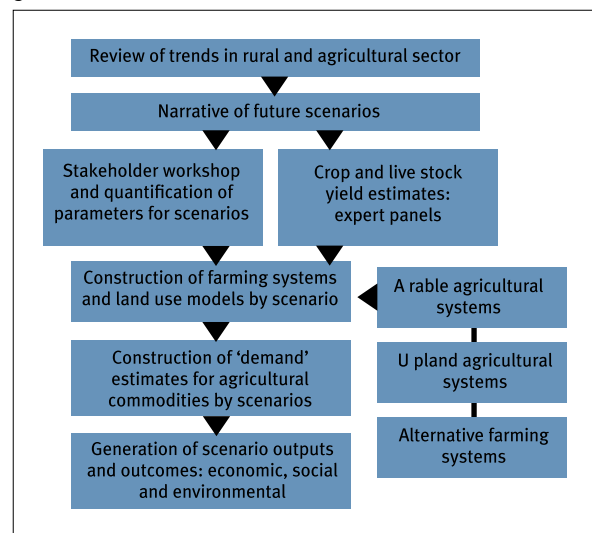 Review of trends in rural and agricultural sector
Narrative of future scenarios
Stakeholder workshop
and quantification of
parameters for scenarios
Crop and live stock
yield estimates:
expert panels
Construction of farming systems
and land use models by scenario
A rable agricultural
systems
Construction of ‘demand’
estimates for agricultural
commodities by scenarios
U pland agricultural
systems
Generation of scenario outputs
and outcomes: economic, social
and environmental
Alternative farming
systems